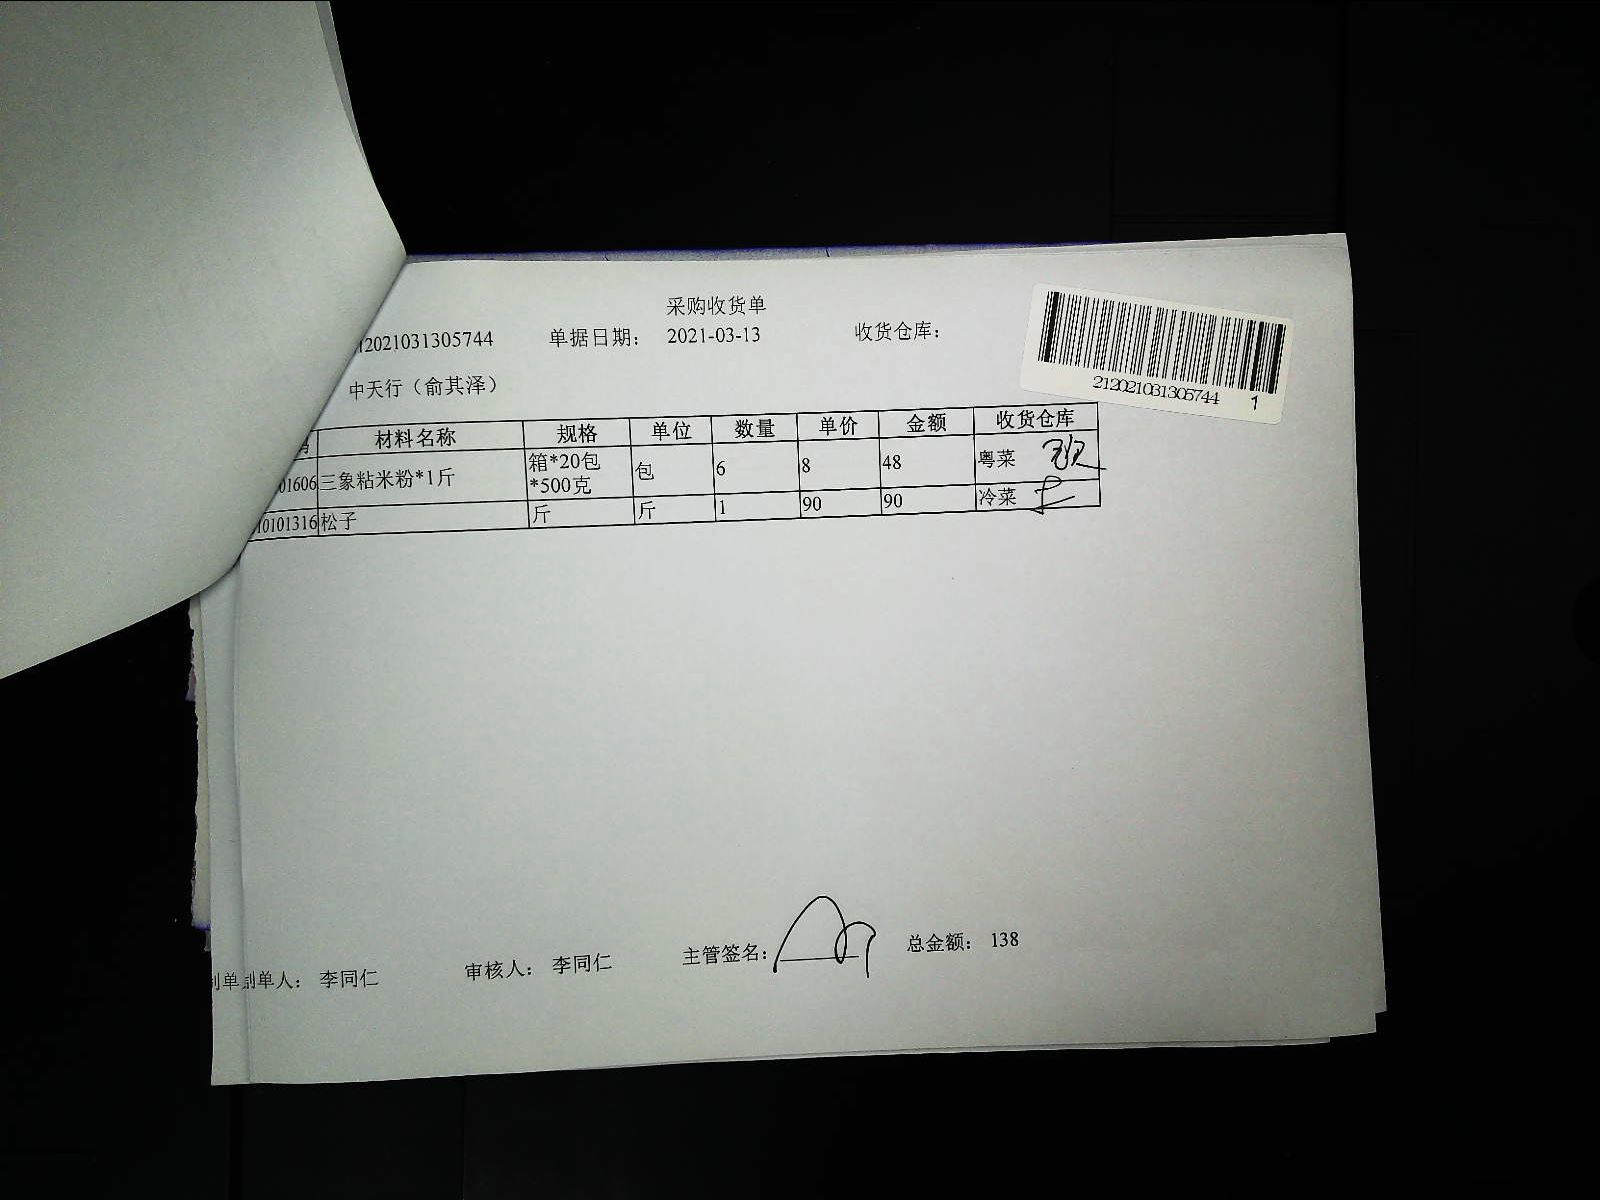 采购收货单
12021031305744 单据日期： 2021-03-13 收货仓库：
212021031305744 1
中天行（俞其泽）
材料名称 规格 单位 数量 单价 金额 收货仓库
01606 三象粘米粉*1斤 箱*20包*500克 包 6 8 48 粤菜
10101316 松子 斤 斤 1 90 90 冷菜
制单人： 李同仁 审核人： 李同仁 主管签名： 总金额： 138